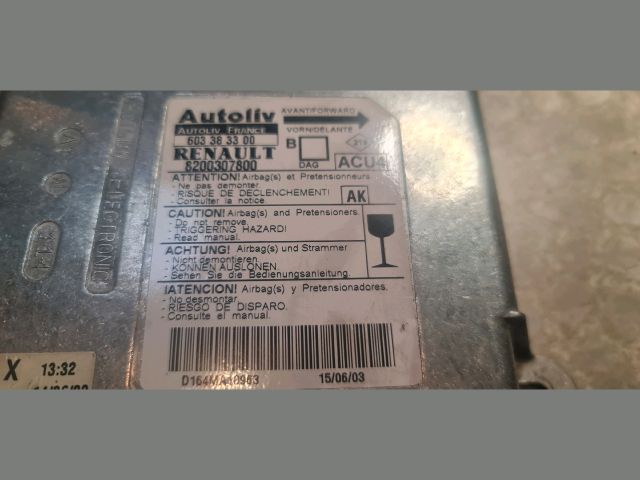 Autoliv
AUTOLIV FRANCE
603 38 33 00
RENAULT
8200307800
AVANT/FORWARD
VORN/DELANTE
B
DAG
ACU4
ATTENTION! Airbag(s) et Pretensionneurs
- Ne pas demonter.
- RISQUE DE DECLENCHEMENT!
- Consulter la notice.
AK
CAUTION! Airbag(s) and Pretensioners.
- Do not remove.
- TRIGGERING HAZARD!
- Read manual.
ACHTUNG! Airbag(s) und Strammer
- Nicht demontieren.
- KONNEN AUSLONEN
- Sehen Sie die Bedienungsanleitung.
¡ATENCION! Airbag(s) y Pretensionadores.
- No desmontar
- RIESGO DE DISPARO.
- Consulte el manual.
15/06/03
X 13:32